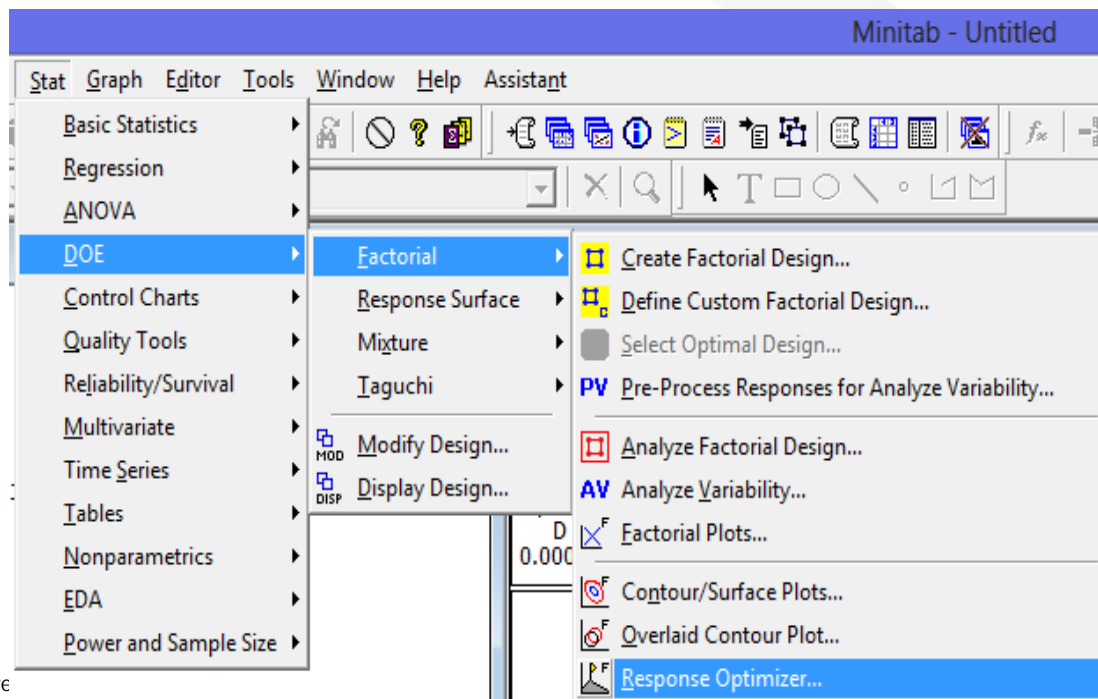 Minitab - Untitled
Stat Graph Editor Tools Window Help Assistant
Basic Statistics
Regression
ANOVA
DOE
Control Charts
Quality Tools
Reliability/Survival
Multivariate
Time Series
Tables
Nonparametrics
EDA
Power and Sample Size
Factorial
Response Surface
Mixture
Taguchi
MOD Modify Design...
DISP Display Design...
Create Factorial Design...
Define Custom Factorial Design...
Select Optimal Design...
PV Pre-Process Responses for Analyze Variability...
Analyze Factorial Design...
AV Analyze Variability...
Factorial Plots...
Contour/Surface Plots...
Overlaid Contour Plot...
Response Optimizer...
D